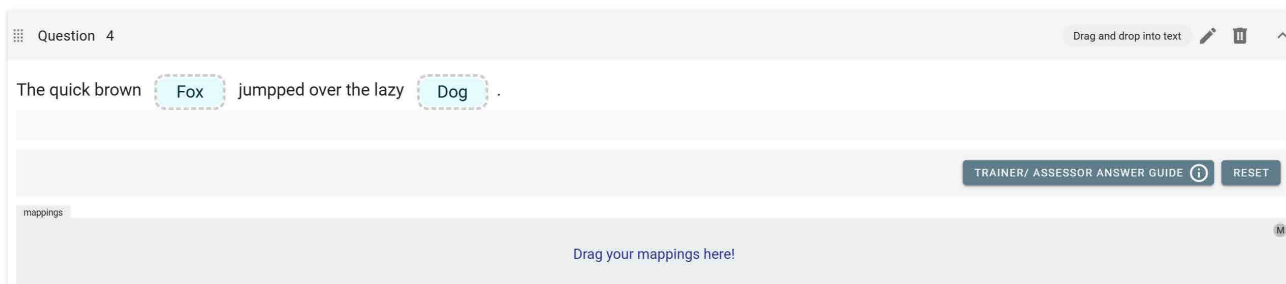 Question 4 Drag and drop into text
The quick brown Fox jumpped over the lazy Dog .
TRAINER/ ASSESSOR ANSWER GUIDE i RESET
mappings
M
Drag your mappings here!